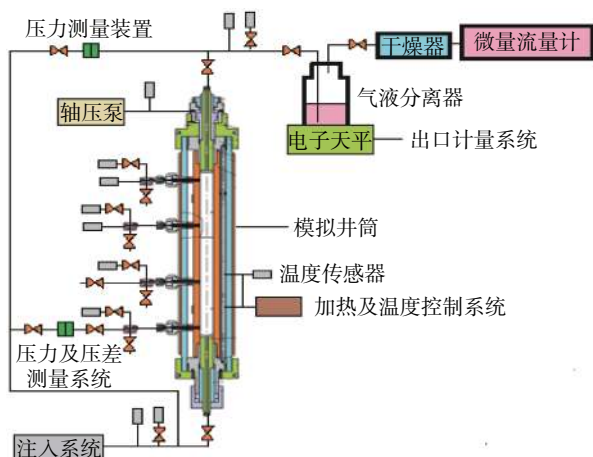 压力测量装置
干燥器
微量流量计
气液分离器
轴压泵
电子天平
出口计量系统
模拟井筒
温度传感器
加热及温度控制系统
压力及压差
测量系统
注入系统